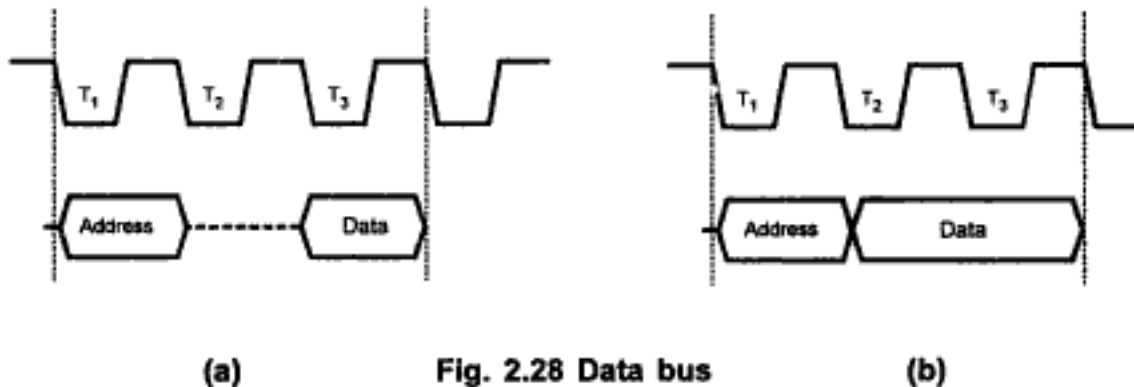 T1 T2 T3 T1 T2 T3
Address Data Address Data
(a) Fig. 2.28 Data bus (b)